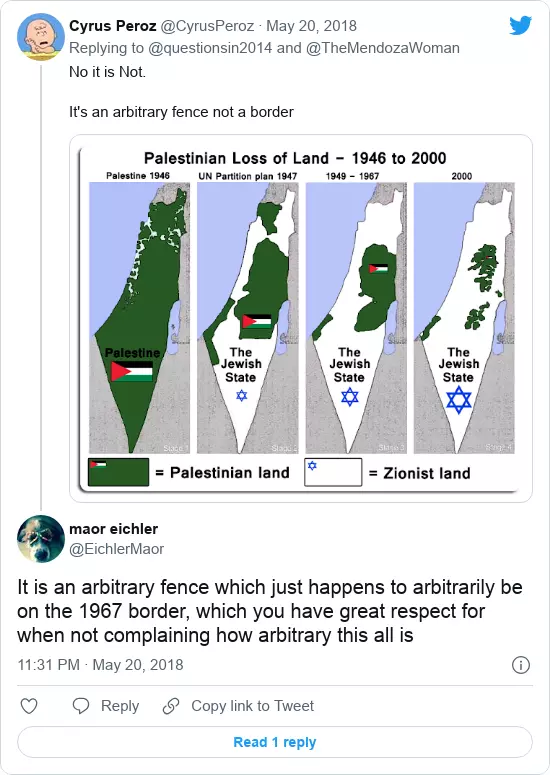 Cyrus Peroz @CyrusPeroz · May 20, 2018
Replying to @questionsin2014 and @TheMendozaWoman
No it is Not.
It's an arbitrary fence not a border
Palestinian Loss of Land – 1946 to 2000
Palestine 1946 UN Partition plan 1947 1949 – 1967 2000
Palestine
The Jewish State
The Jewish State
The Jewish State
Stage 1 Stage 2 Stage 3 Stage 4
= Palestinian land = Zionist land
maor eichler
@EichlerMaor
It is an arbitrary fence which just happens to arbitrarily be
on the 1967 border, which you have great respect for
when not complaining how arbitrary this all is
11:31 PM · May 20, 2018
Reply Copy link to Tweet
Read 1 reply